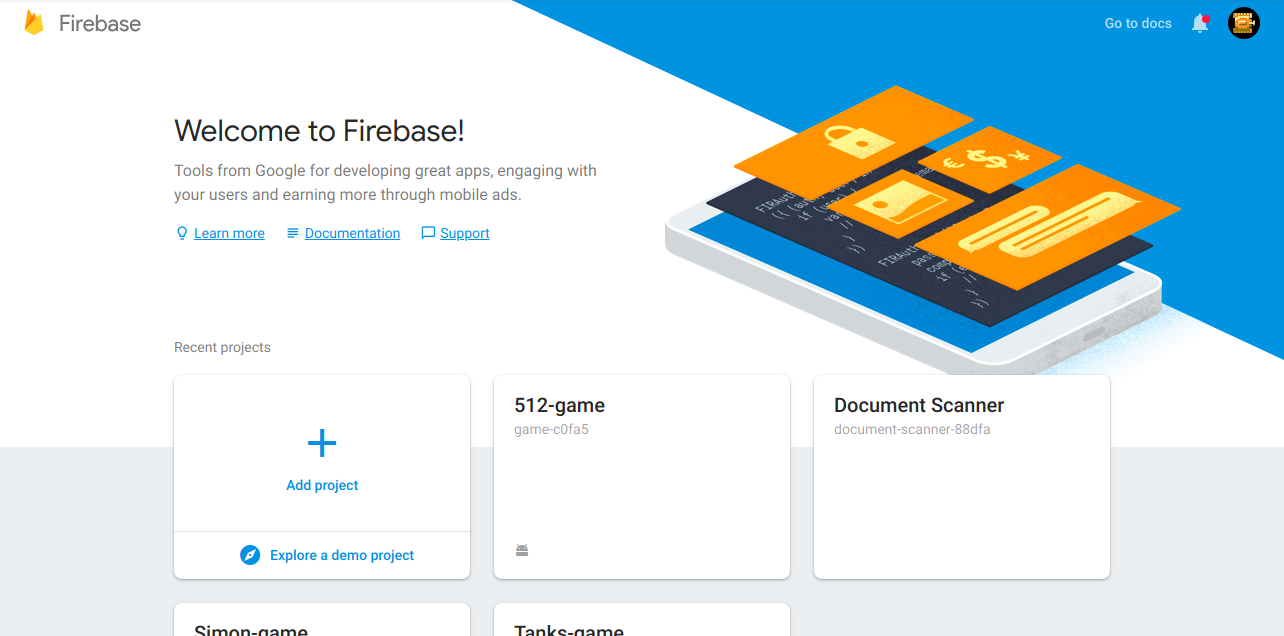 Firebase
Go to docs
Welcome to Firebase!
Tools from Google for developing great apps, engaging with
your users and earning more through mobile ads.
Learn more
Documentation
Support
Recent projects
Add project
Explore a demo project
512-game
game-c0fa5
Document Scanner
document-scanner-88dfa
Simon-game
Tanks-game